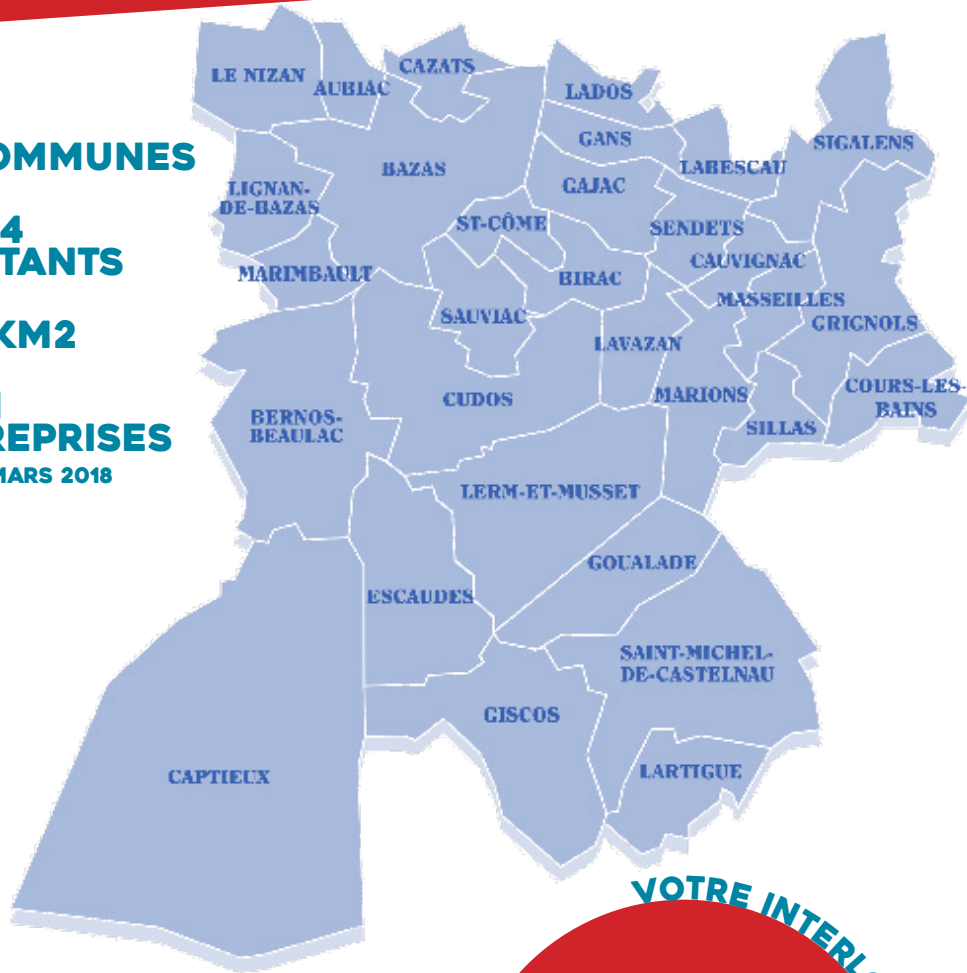 OMMUNES
4
TANTS
KM2
REPRISES
MARS 2018
LE NIZAN
AUBIAC
CAZATS
LADOS
GANS
SIGALENS
LABESCAU
BAZAS
GAJAC
LIGNAN-
DE-BAZAS
ST-CÔME
SENDETS
MARIMBAULT
BIRAC
CAUVIGNAC
MASSEILLES
SAUVIAC
GRIGNOLS
LAVAZAN
CUDOS
MARIONS
COURS-LES-
BAINS
BERNOS-
BEAULAC
SILLAS
LERM-ET-MUSSET
GOUALADE
ESCAUDES
SAINT-MICHEL-
DE-CASTELNAU
GISCOS
CAPTIEUX
LARTIGUE
VOTRE INTERL